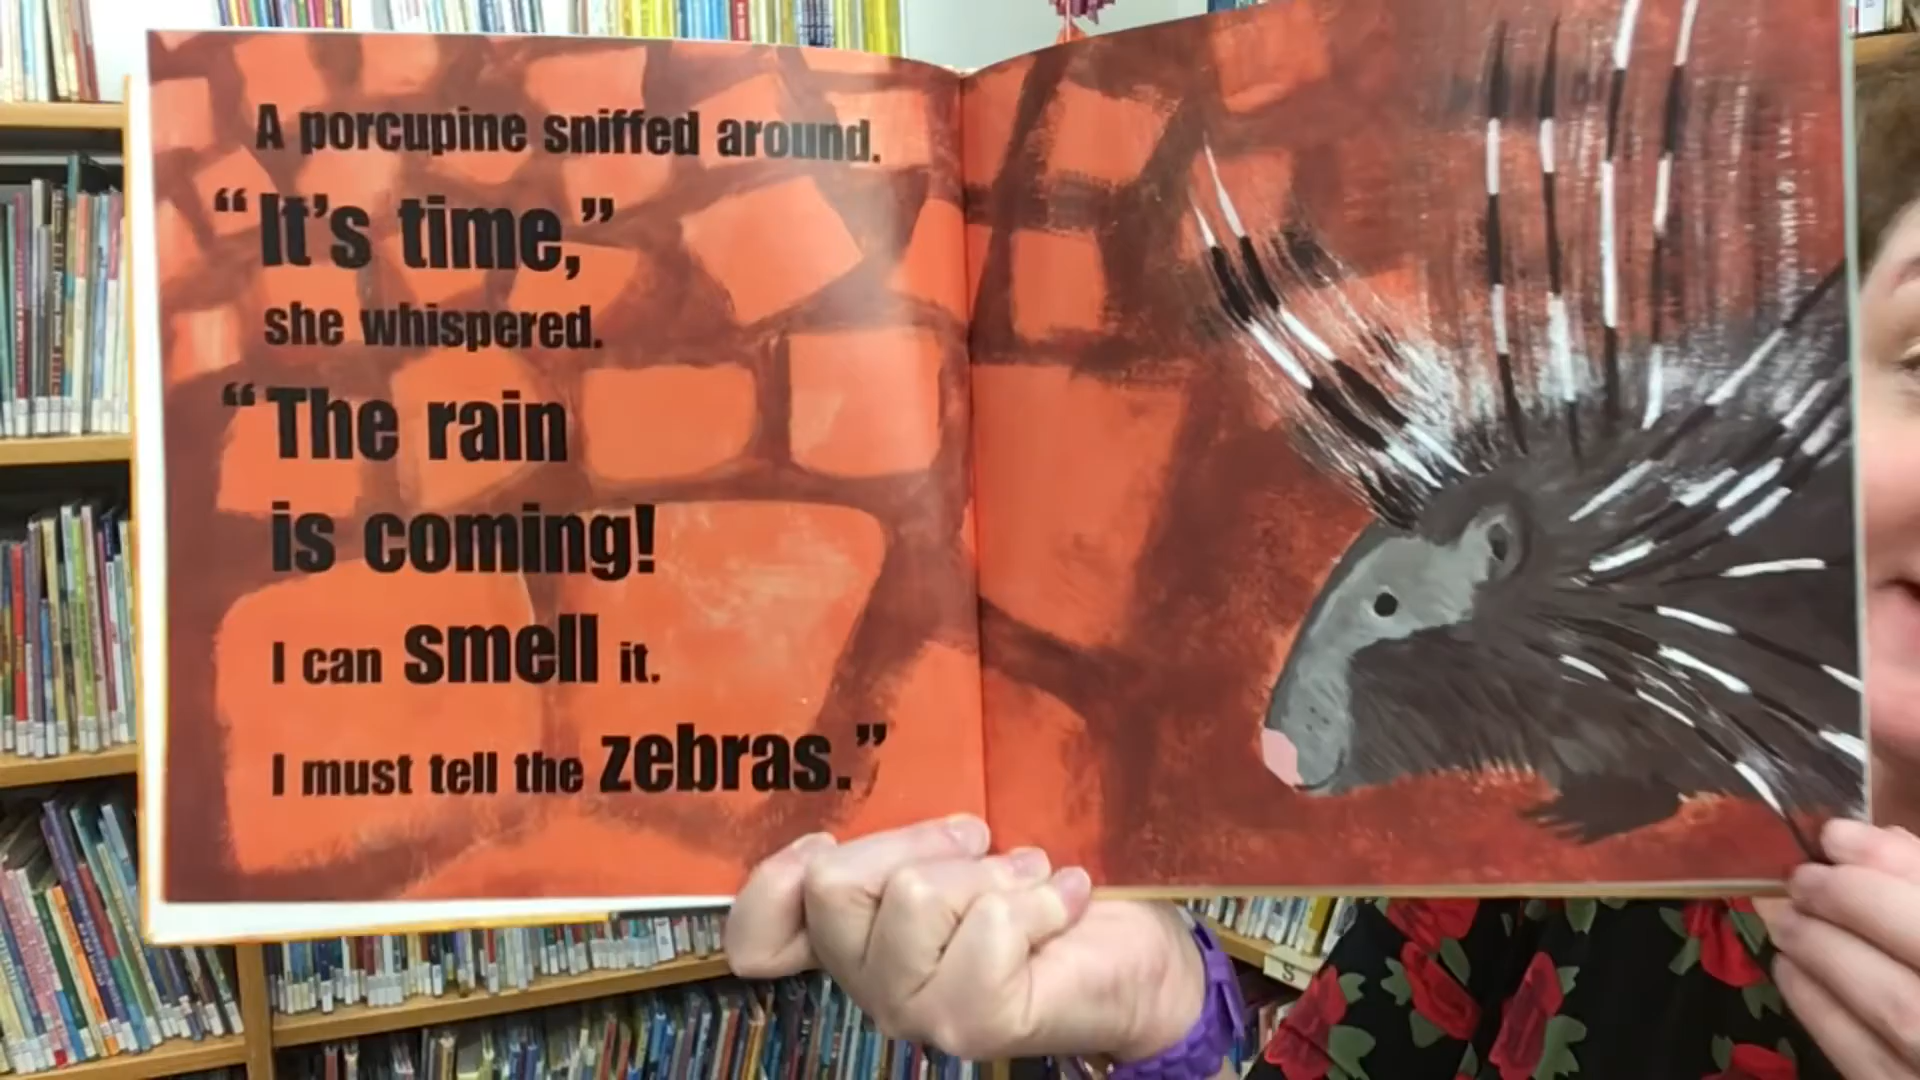 A porcupine sniffed around.
“It’s time,”
she whispered.
“The rain
is coming!
I can smell it.
I must tell the zebras.”
S